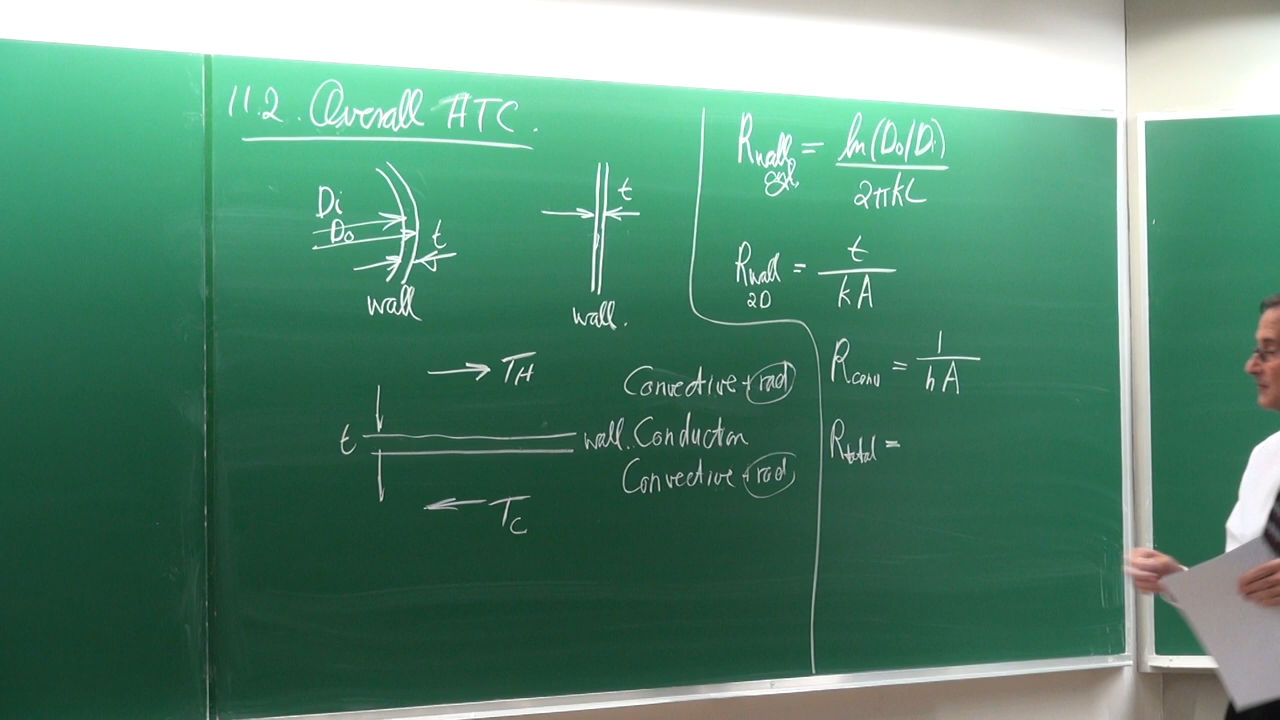 11.2. Overall HTC.
Di
Do
t
wall
t
wall.
→ TH
t
← TC
Convective + rad
wall. Conduction
Convective + rad
Rwall = ln(Do/Di) / 2πkL
cyl.
Rwall = t / kA
2D
Rconv = 1 / hA
Rtotal =